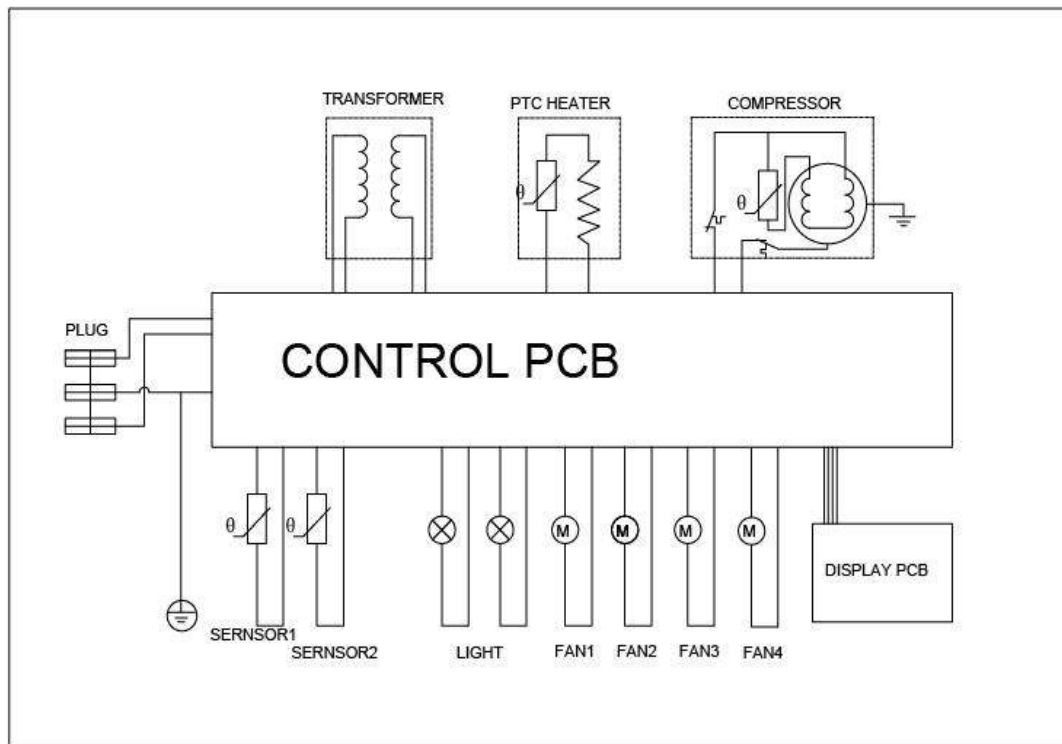 TRANSFORMER
PTC HEATER
COMPRESSOR
θ
θ
PLUG
CONTROL PCB
θ
θ
M
M
M
M
DISPLAY PCB
SERNSOR1
SERNSOR2
LIGHT
FAN1
FAN2
FAN3
FAN4